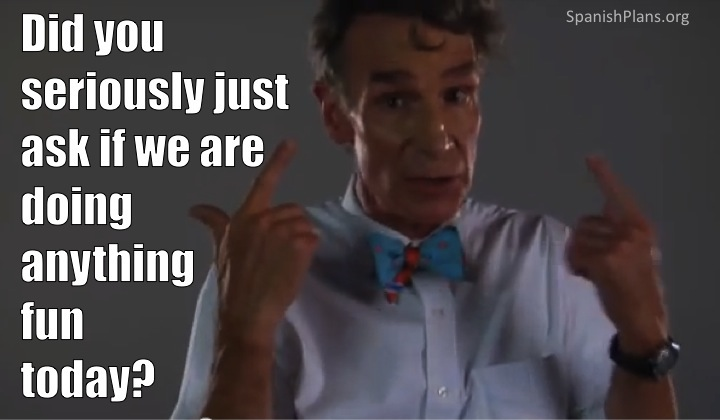 SpanishPlans.org
Did you
seriously just
ask if we are
doing
anything
fun
today?